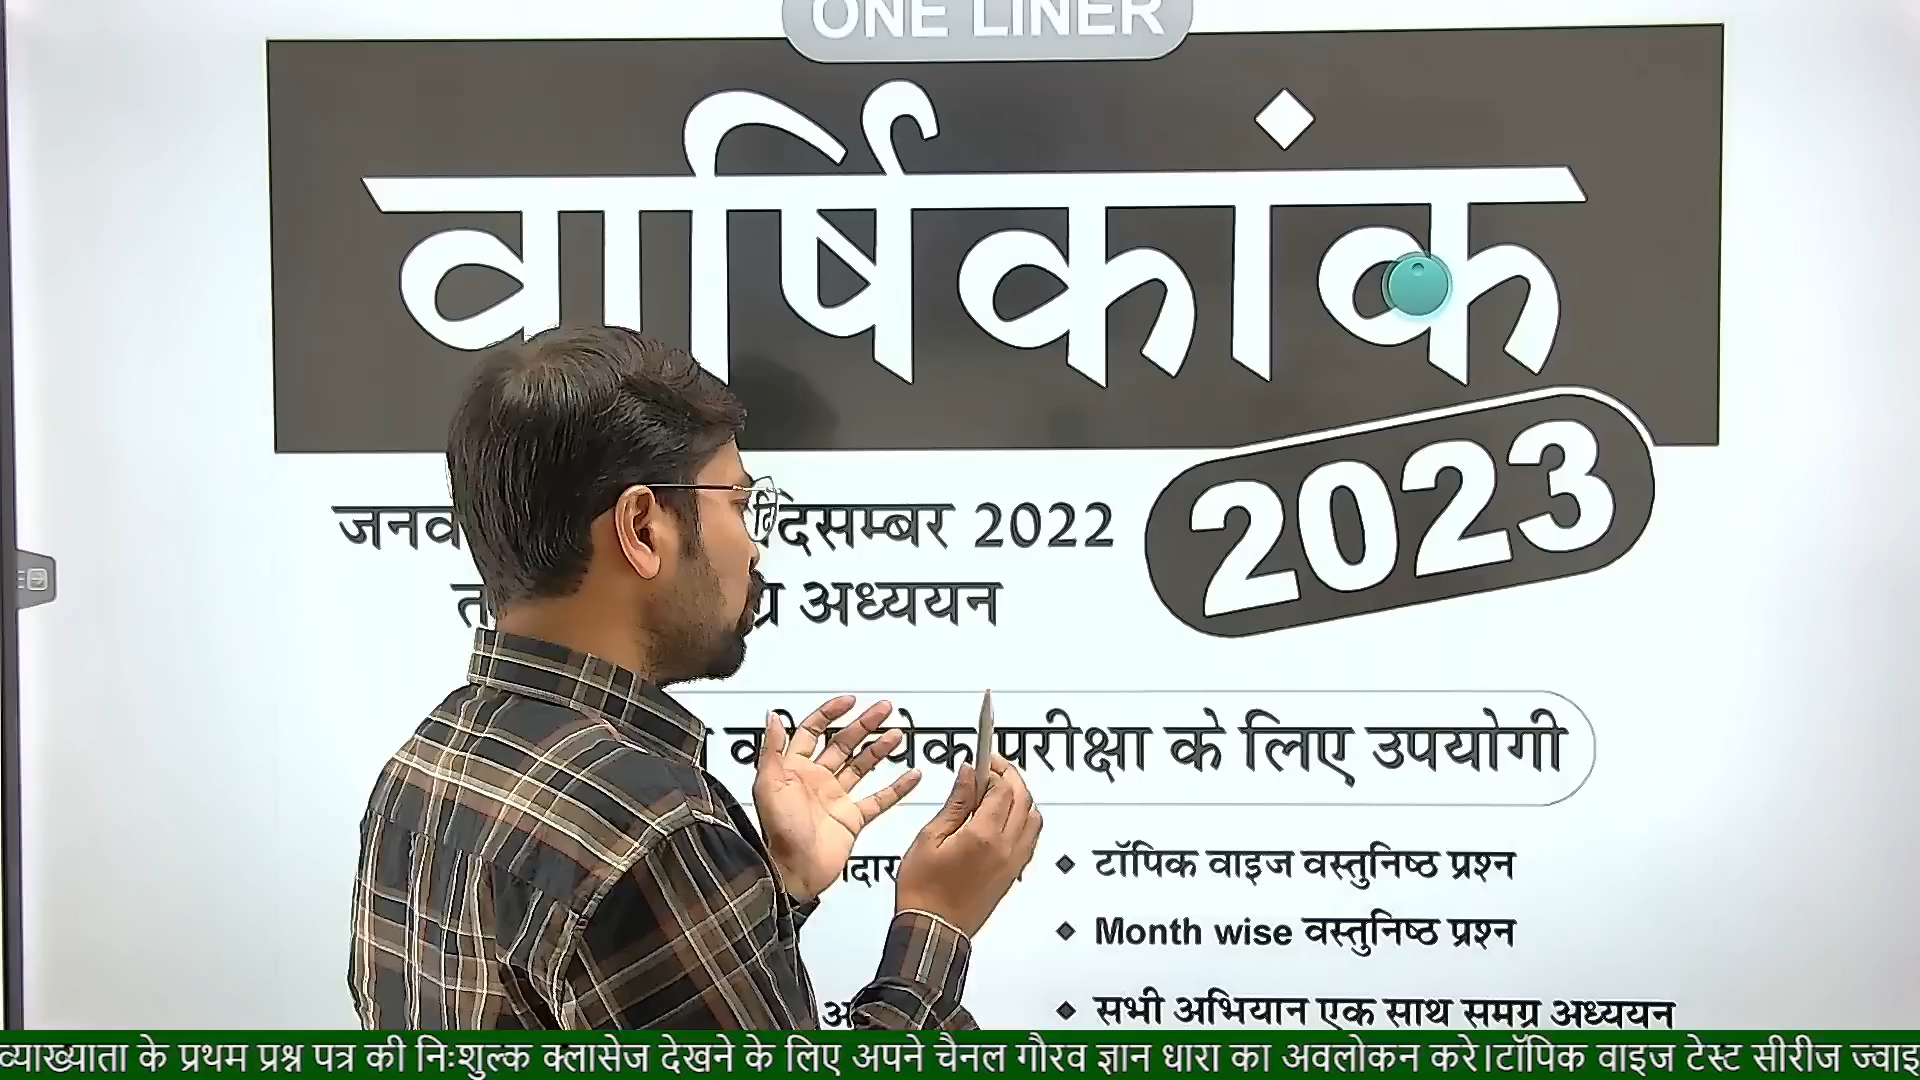 ONE LINER
वार्षिकांक
2023
दिसम्बर 2022
अध्ययन
परीक्षा के लिए उपयोगी
❖ टॉपिक वाइज वस्तुनिष्ठ प्रश्न
❖ Month wise वस्तुनिष्ठ प्रश्न
❖ सभी अभियान एक साथ समग्र अध्ययन
व्याख्याता के प्रथम प्रश्न पत्र की निःशुल्क क्लासेज देखने के लिए अपने चैनल गौरव ज्ञान धारा का अवलोकन करे।टॉपिक वाइज टेस्ट सीरीज